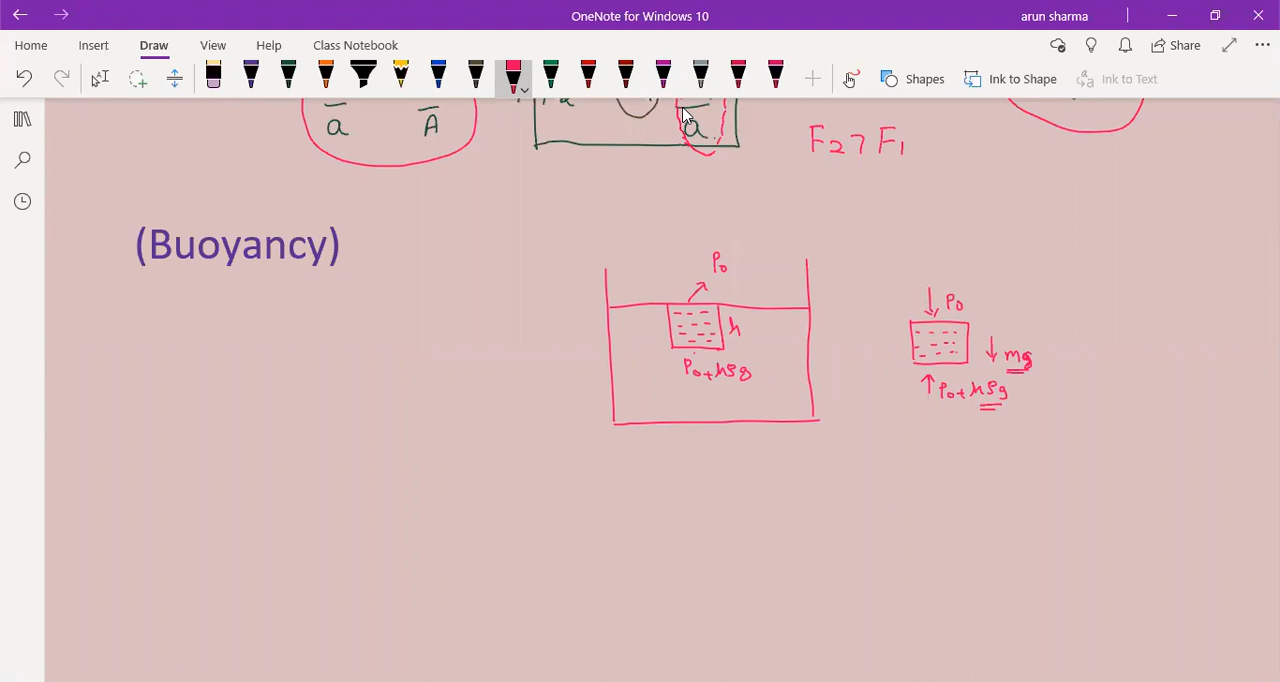 OneNote for Windows 10
arun sharma
Home Insert Draw View Help Class Notebook
Share
Shapes
Ink to Shape
Ink to Text
a A
a
F2 > F1
(Buoyancy)
P0
h
P0+hρg
P0
mg
P0+hρg